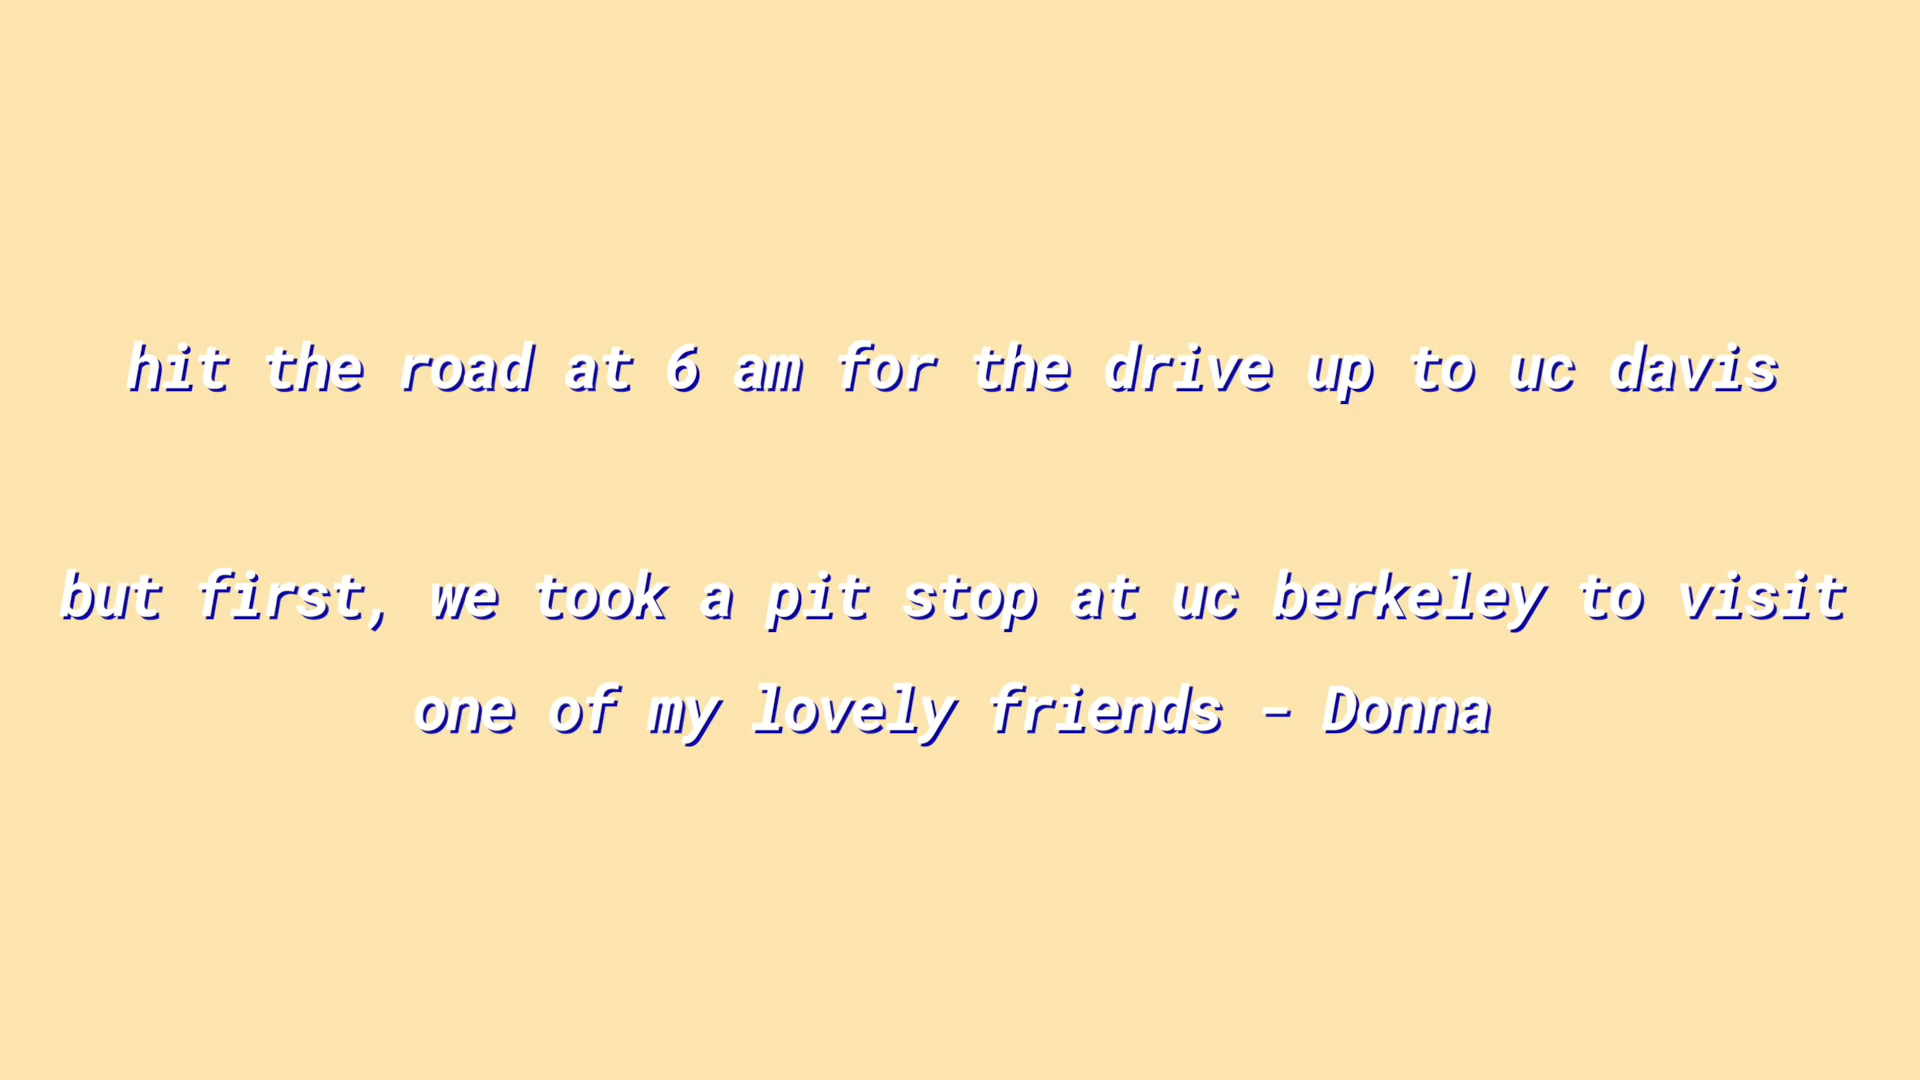 hit the road at 6 am for the drive up to uc davis
but first, we took a pit stop at uc berkeley to visit
one of my lovely friends - Donna